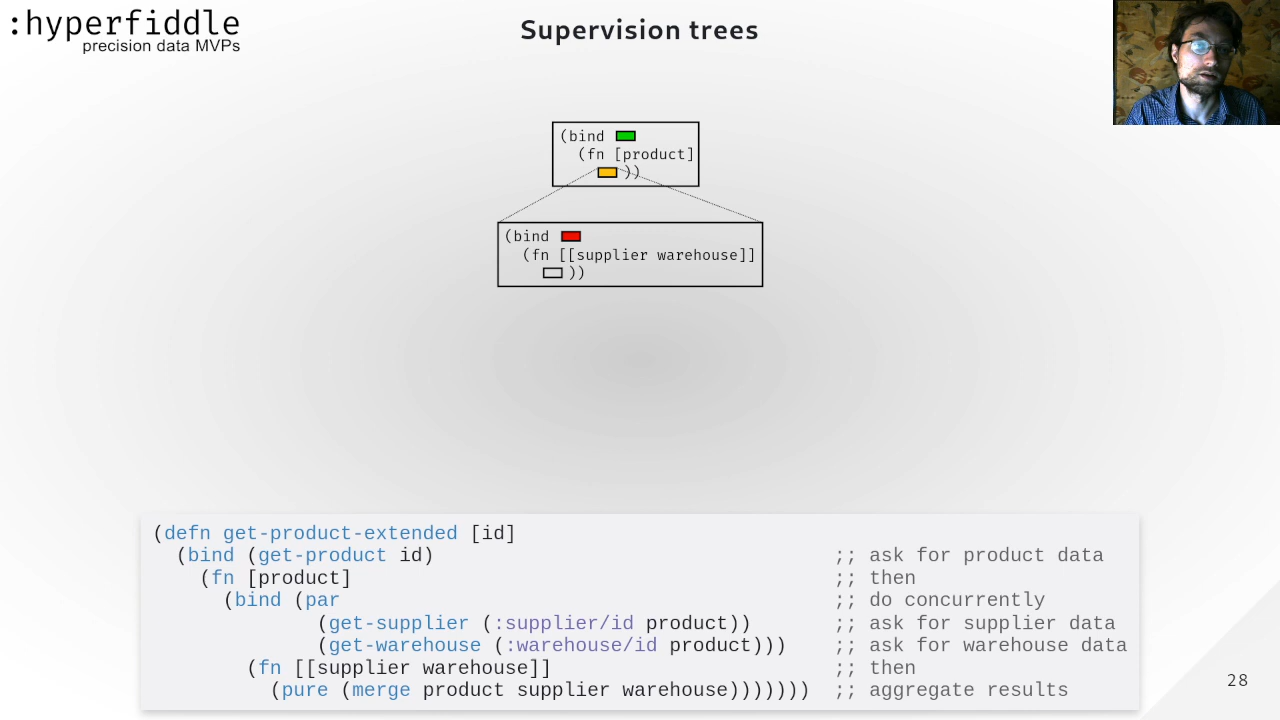 :hyperfiddle
precision data MVPs
Supervision trees
(bind
(fn [product]
))
(bind
(fn [[supplier warehouse]]
))
(defn get-product-extended [id]
(bind (get-product id) ;; ask for product data
(fn [product] ;; then
(bind (par ;; do concurrently
(get-supplier (:supplier/id product)) ;; ask for supplier data
(get-warehouse (:warehouse/id product))) ;; ask for warehouse data
(fn [[supplier warehouse]] ;; then
(pure (merge product supplier warehouse))))))) ;; aggregate results
28